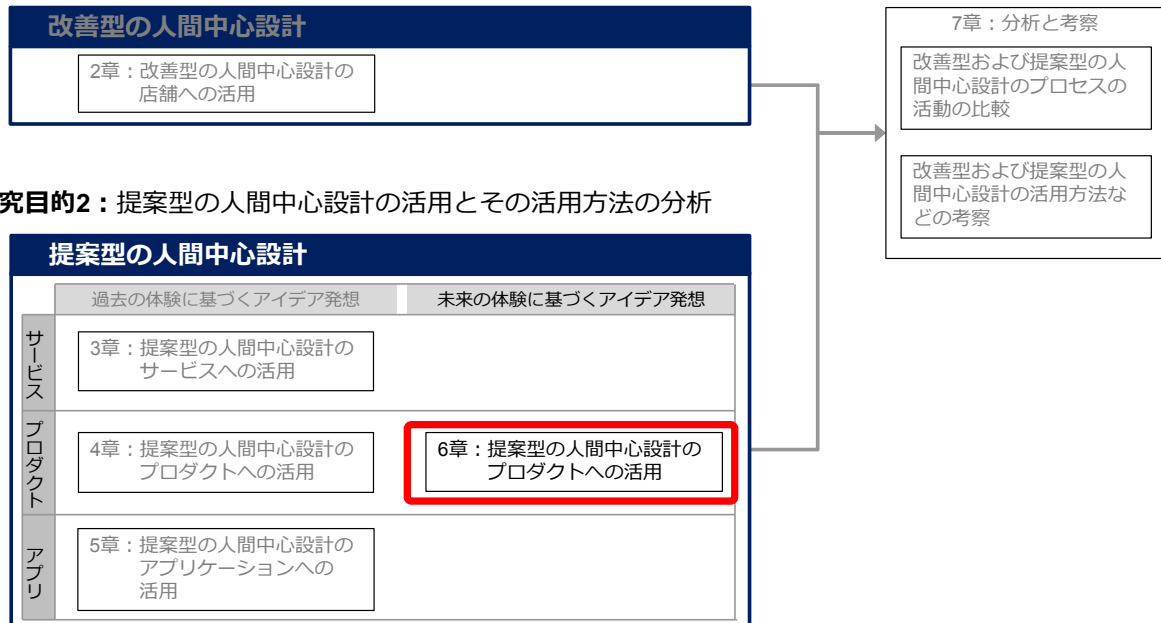 改善型の人間中心設計
2章：改善型の人間中心設計の
店舗への活用
7章：分析と考察
改善型および提案型の人
間中心設計のプロセスの
活動の比較
改善型および提案型の人
間中心設計の活用方法な
どの考察
究目的2：提案型の人間中心設計の活用とその活用方法の分析
提案型の人間中心設計
過去の体験に基づくアイデア発想
未来の体験に基づくアイデア発想
サービス
3章：提案型の人間中心設計の
サービスへの活用
プロダクト
4章：提案型の人間中心設計の
プロダクトへの活用
6章：提案型の人間中心設計の
プロダクトへの活用
アプリ
5章：提案型の人間中心設計の
アプリケーションへの
活用